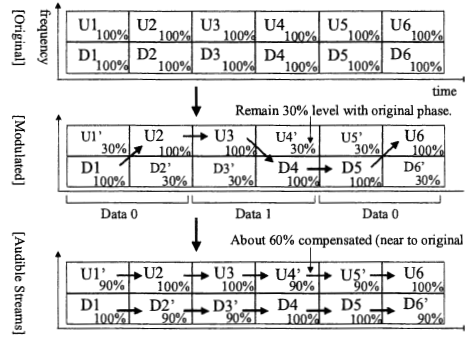 [Original]
frequency
U1 100% U2 100% U3 100% U4 100% U5 100% U6 100%
D1 100% D2 100% D3 100% D4 100% D5 100% D6 100%
time
Remain 30% level with original phase.
[Modulated]
U1' 30% U2 100% U3 100% U4' 30% U5' 30% U6 100%
D1 100% D2' 30% D3' 30% D4 100% D5 100% D6' 30%
Data 0 Data 1 Data 0
About 60% compensated (near to original
[Audible Streams]
U1' 90% U2 100% U3 100% U4' 90% U5' 90% U6 100%
D1 100% D2' 90% D3' 90% D4 100% D5 100% D6' 90%